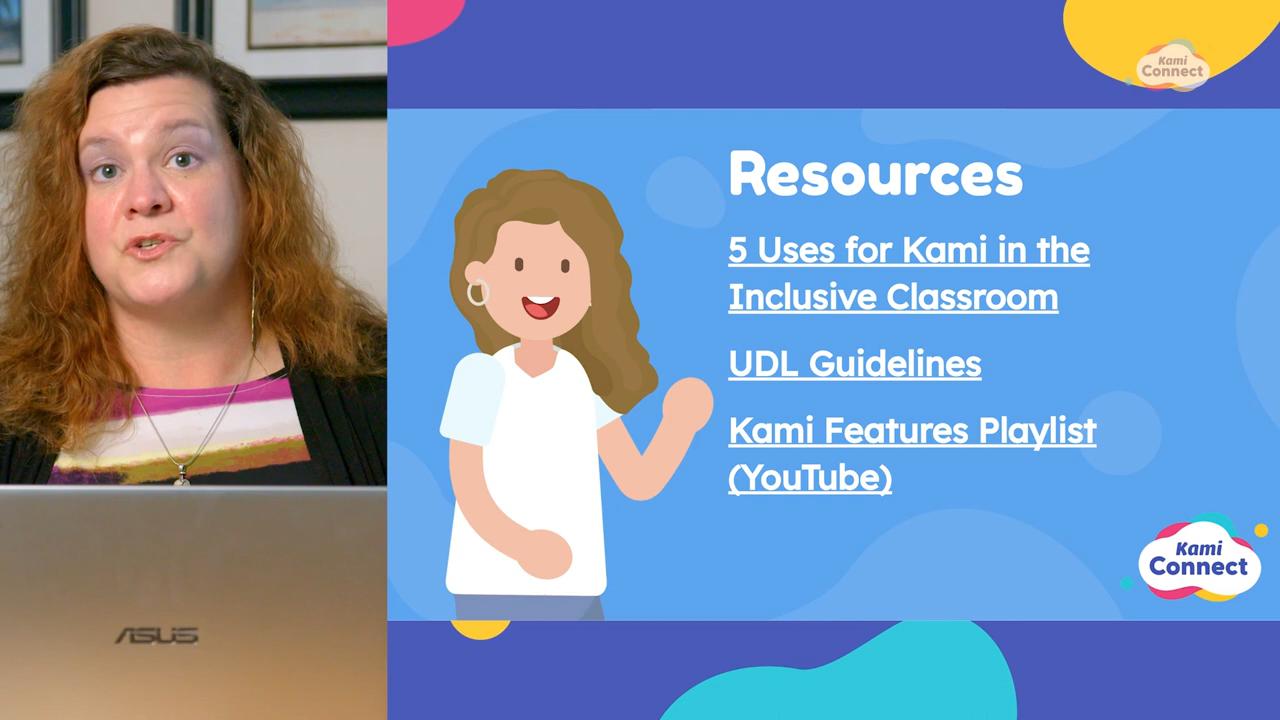 Kami
Connect
Resources
5 Uses for Kami in the
Inclusive Classroom
UDL Guidelines
Kami Features Playlist
(YouTube)
Kami
Connect
ASUS